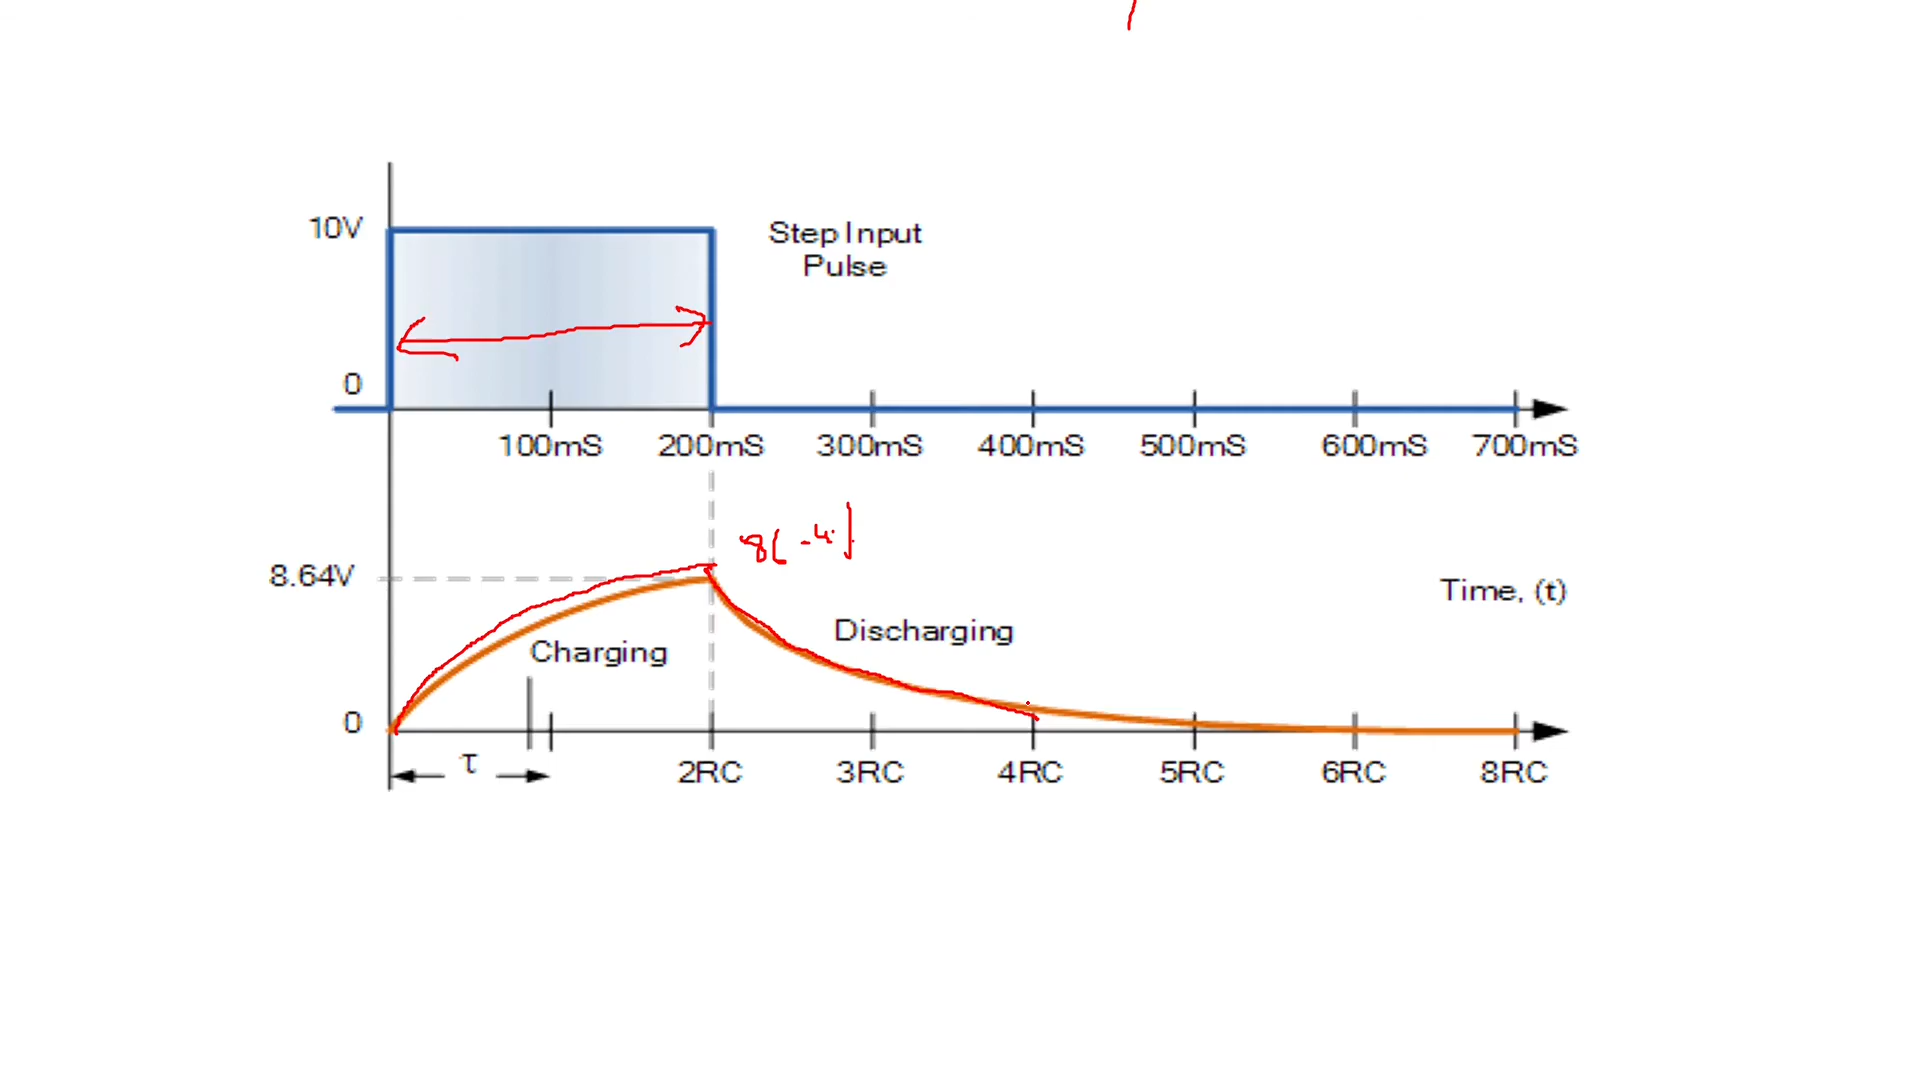 10V
Step Input
Pulse
0
100mS 200mS 300mS 400mS 500mS 600mS 700mS
8.64V
Time, (t)
Discharging
Charging
0
τ 2RC 3RC 4RC 5RC 6RC 8RC